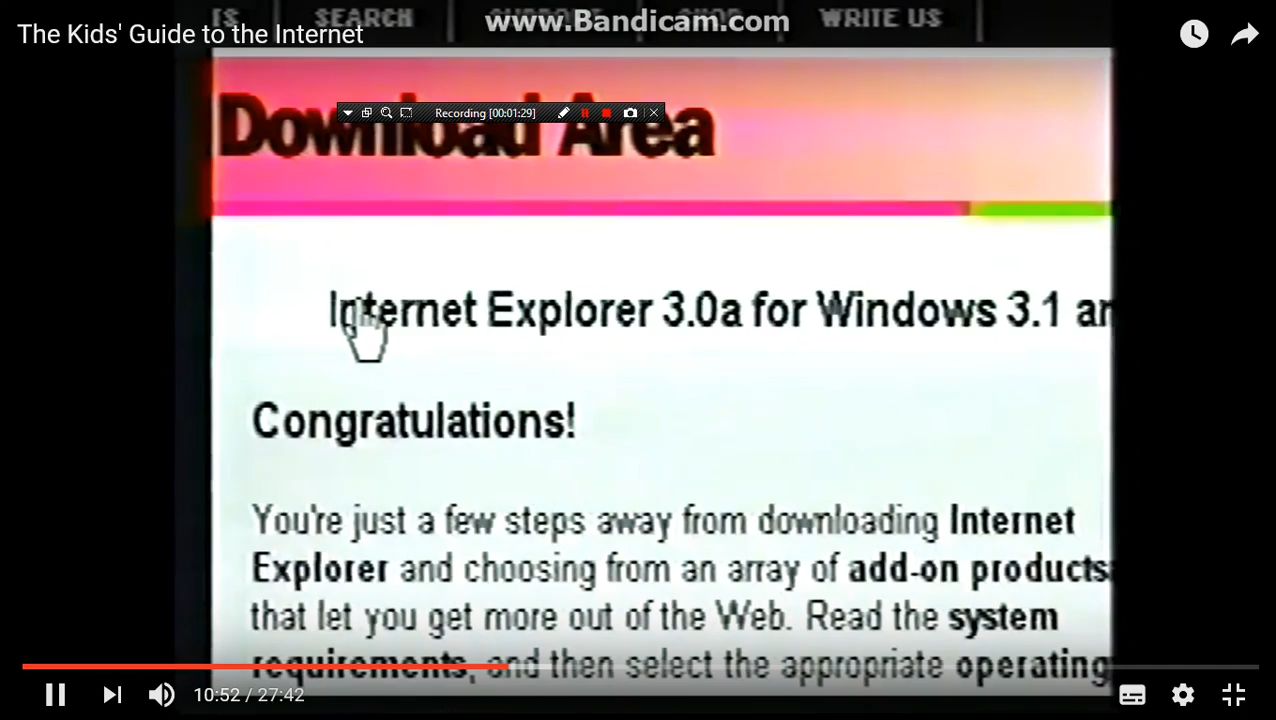 TS SEARCH SUPPORT SHOP WRITE US
www.Bandicam.com
The Kids' Guide to the Internet
Recording [00:01:29]
Download Area
Internet Explorer 3.0a for Windows 3.1 an
Congratulations!
You're just a few steps away from downloading Internet
Explorer and choosing from an array of add-on products
that let you get more out of the Web. Read the system
requirements, and then select the appropriate operating
10:52 / 27:42